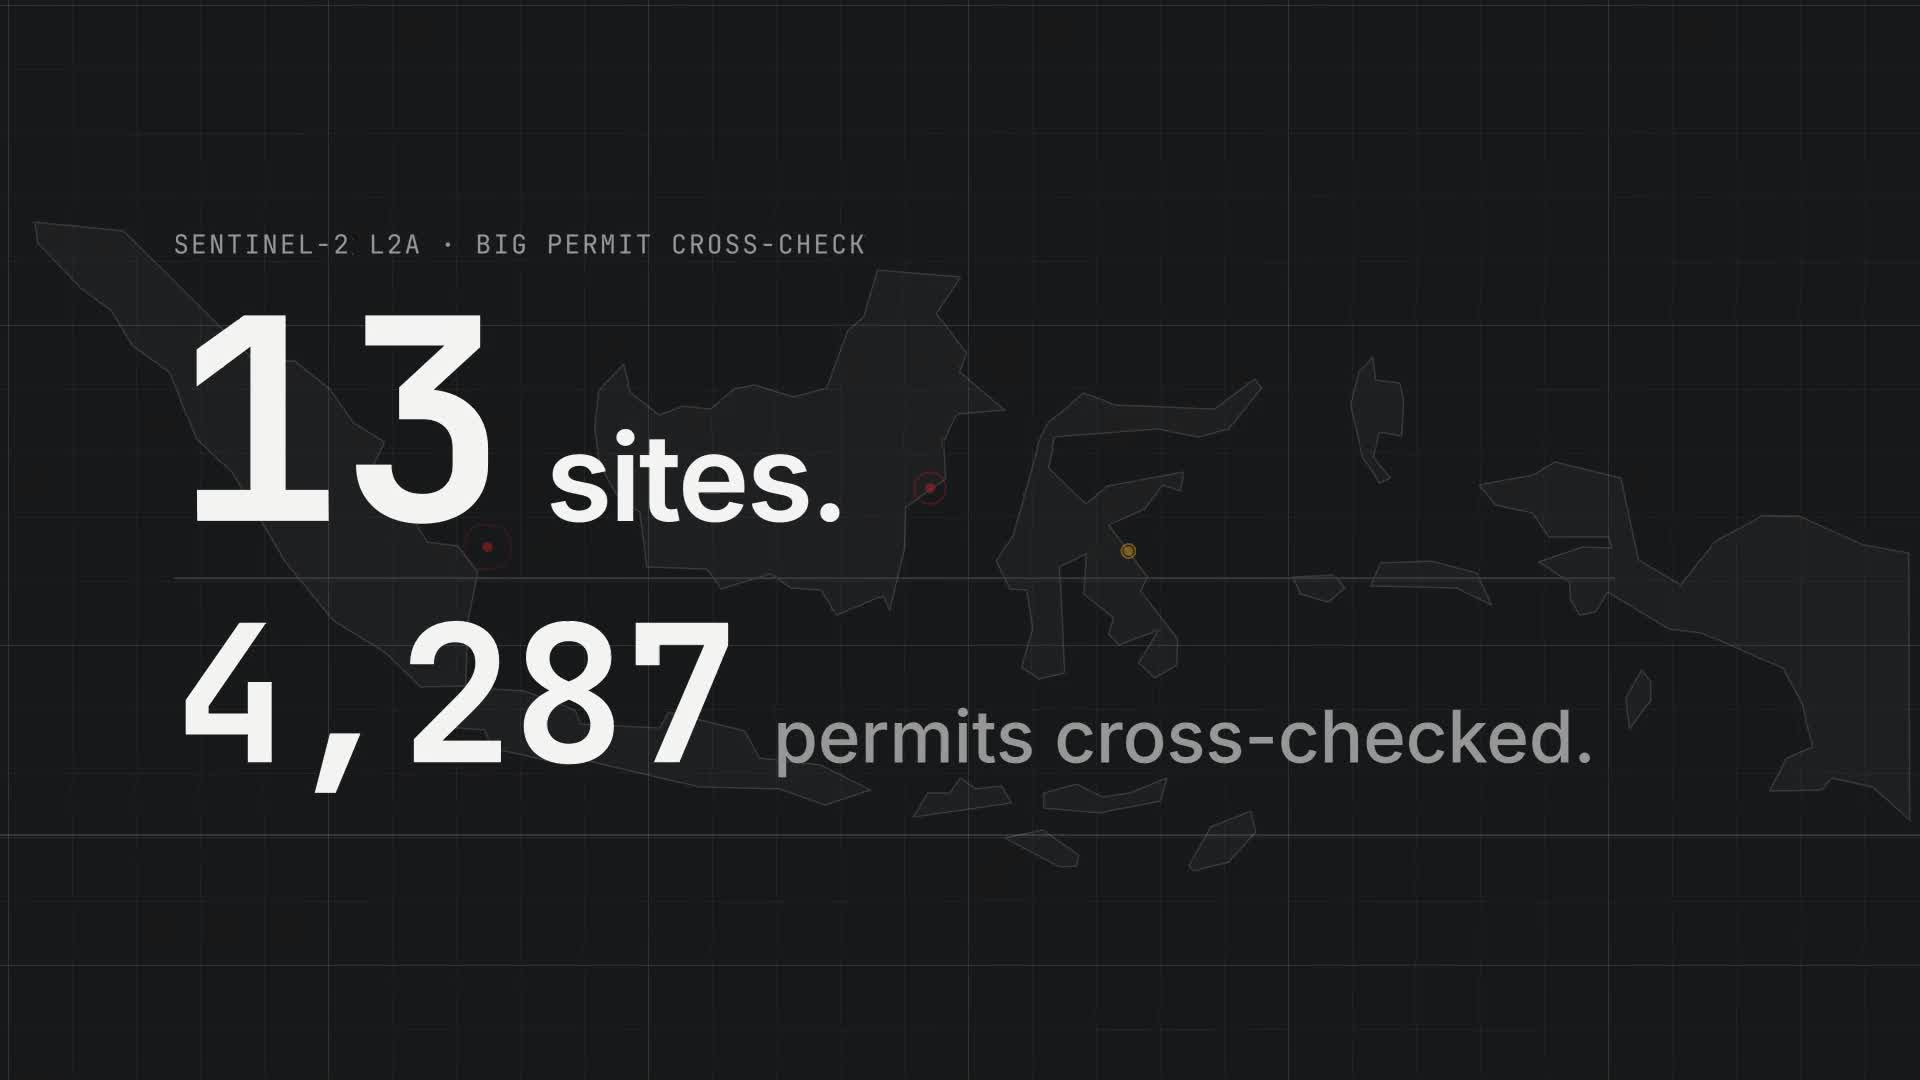 SENTINEL-2 L2A · BIG PERMIT CROSS-CHECK
13 sites.
4,287 permits cross-checked.